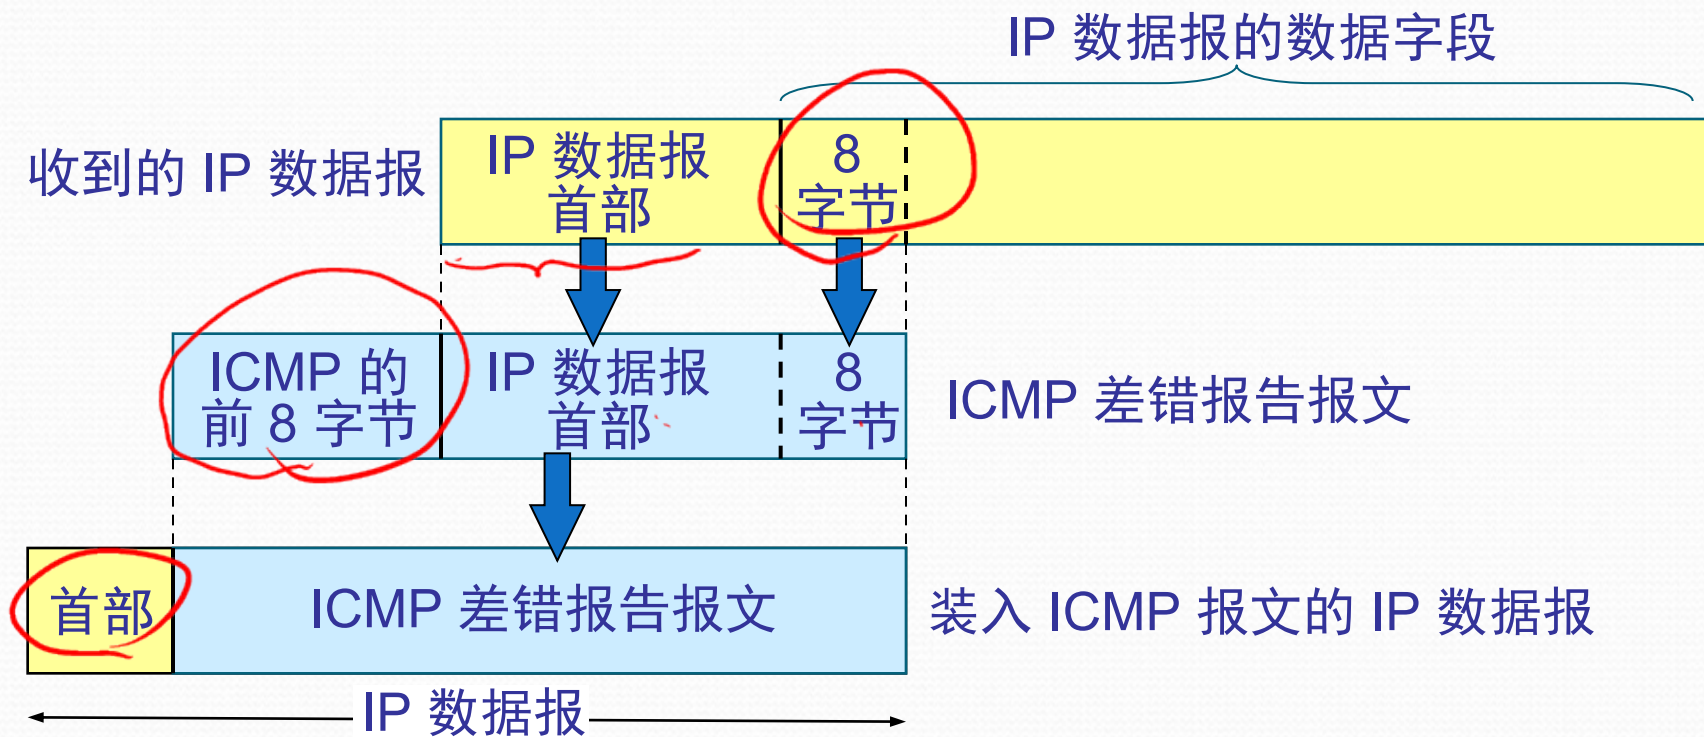 IP 数据报的数据字段
收到的 IP 数据报
IP 数据报
首部
8
字节
ICMP 的
前 8 字节
IP 数据报
首部
8
字节
ICMP 差错报告报文
首部
ICMP 差错报告报文
装入 ICMP 报文的 IP 数据报
IP 数据报